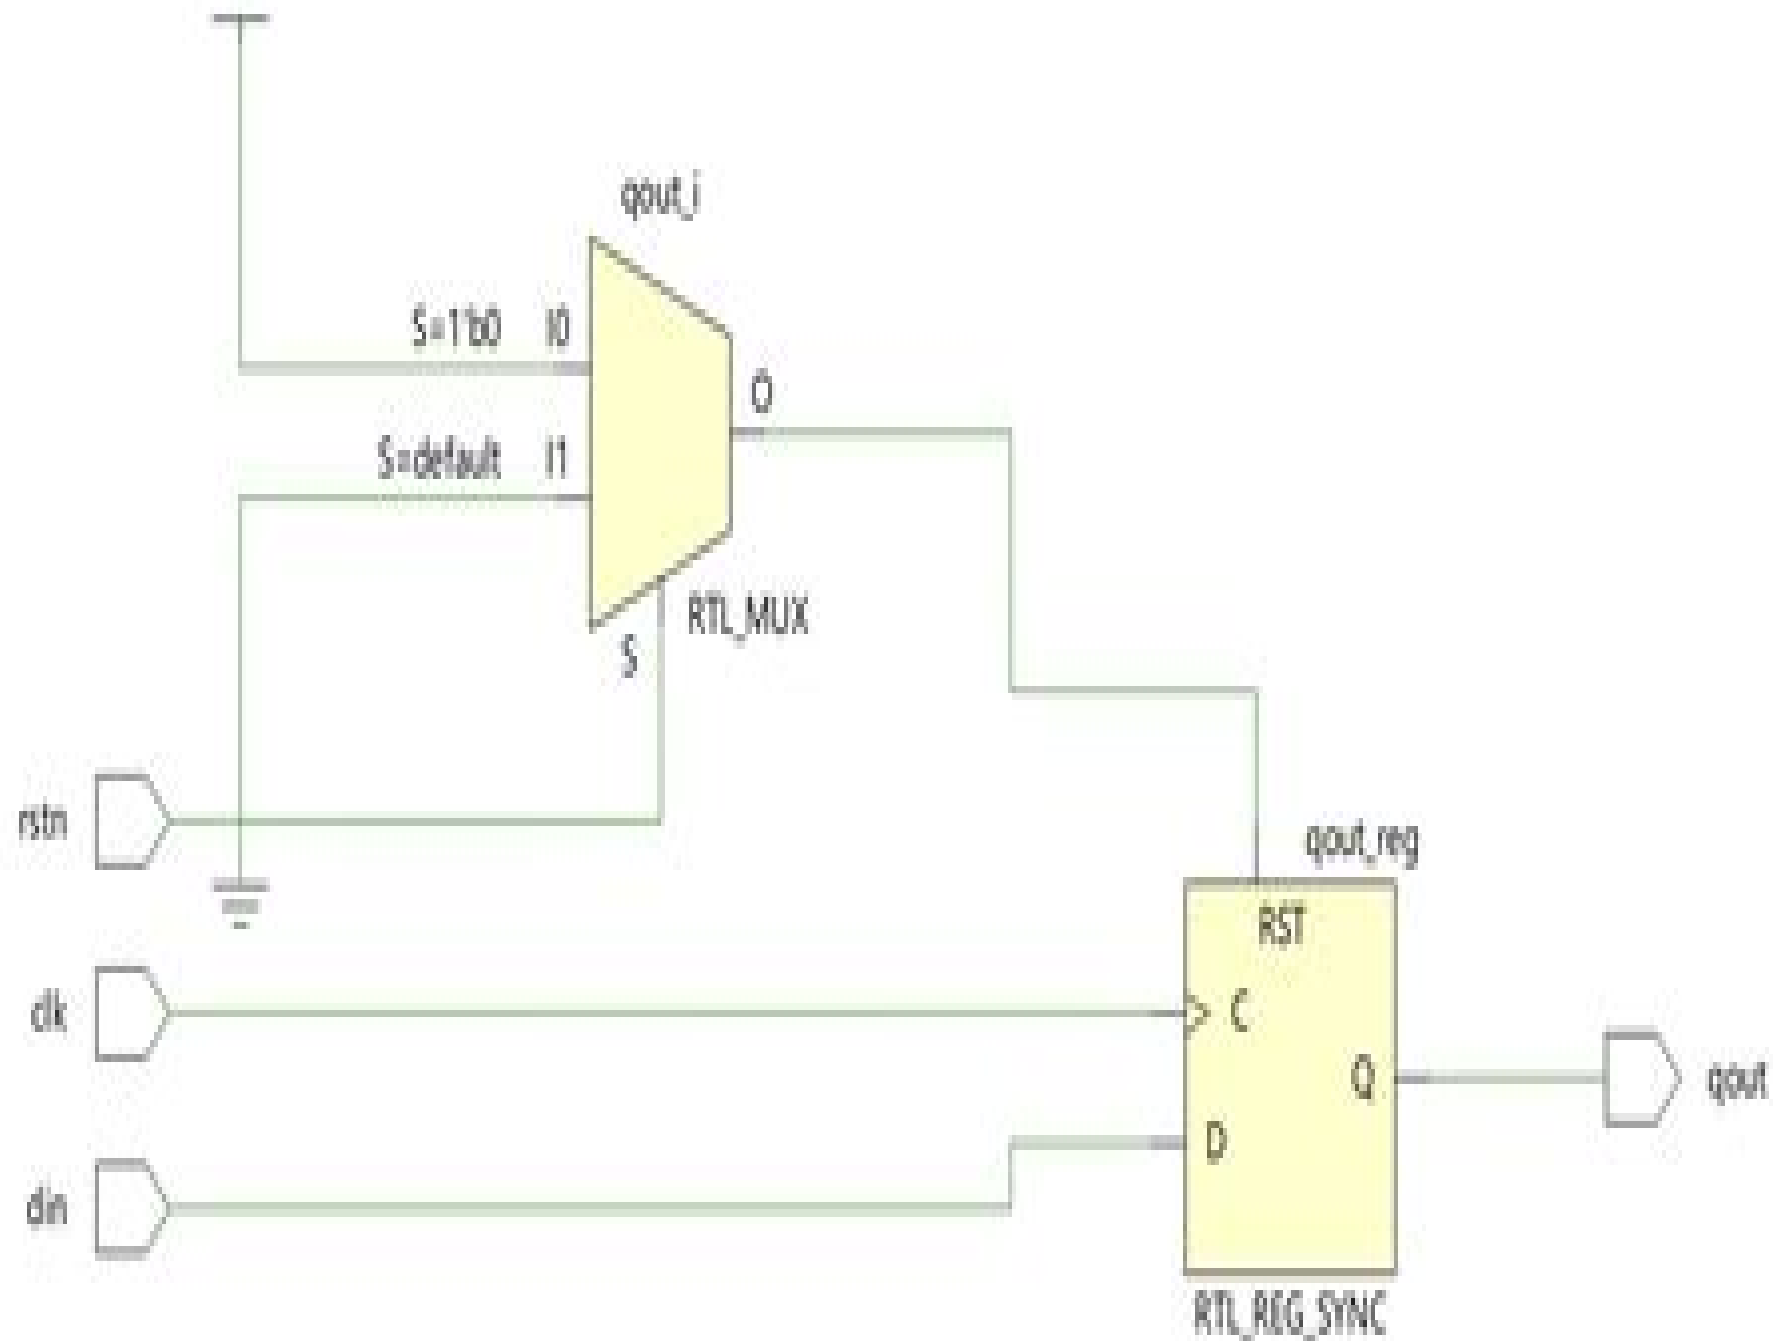 qout_i
S=1'b0 I0
O
S=default I1
RTL_MUX
S
rstn
qout_reg
RST
clk
C
Q
qout
D
din
RTL_REG_SYNC